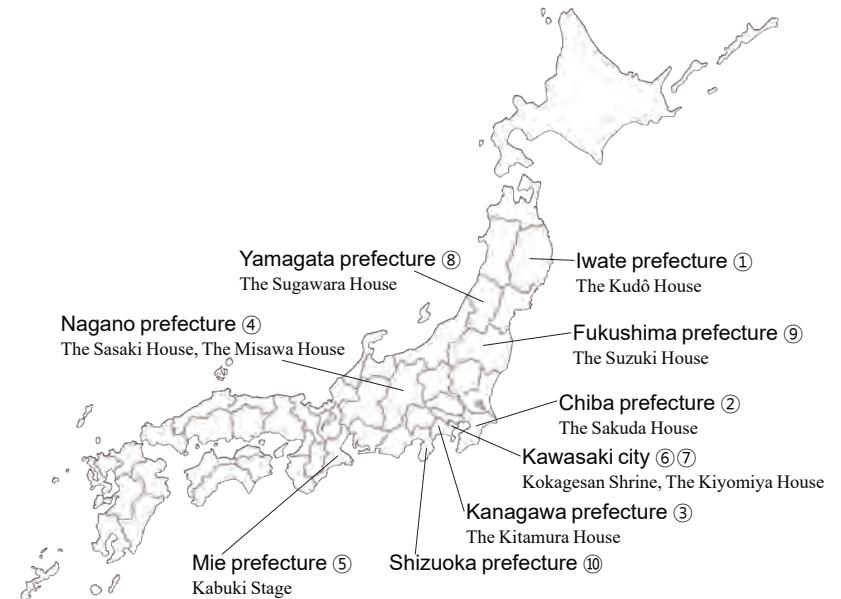 Yamagata prefecture ⑧
The Sugawara House
Iwate prefecture ①
The Kudô House
Nagano prefecture ④
The Sasaki House, The Misawa House
Fukushima prefecture ⑨
The Suzuki House
Chiba prefecture ②
The Sakuda House
Kawasaki city ⑥⑦
Kokagesan Shrine, The Kiyomiya House
Kanagawa prefecture ③
The Kitamura House
Mie prefecture ⑤
Kabuki Stage
Shizuoka prefecture ⑩